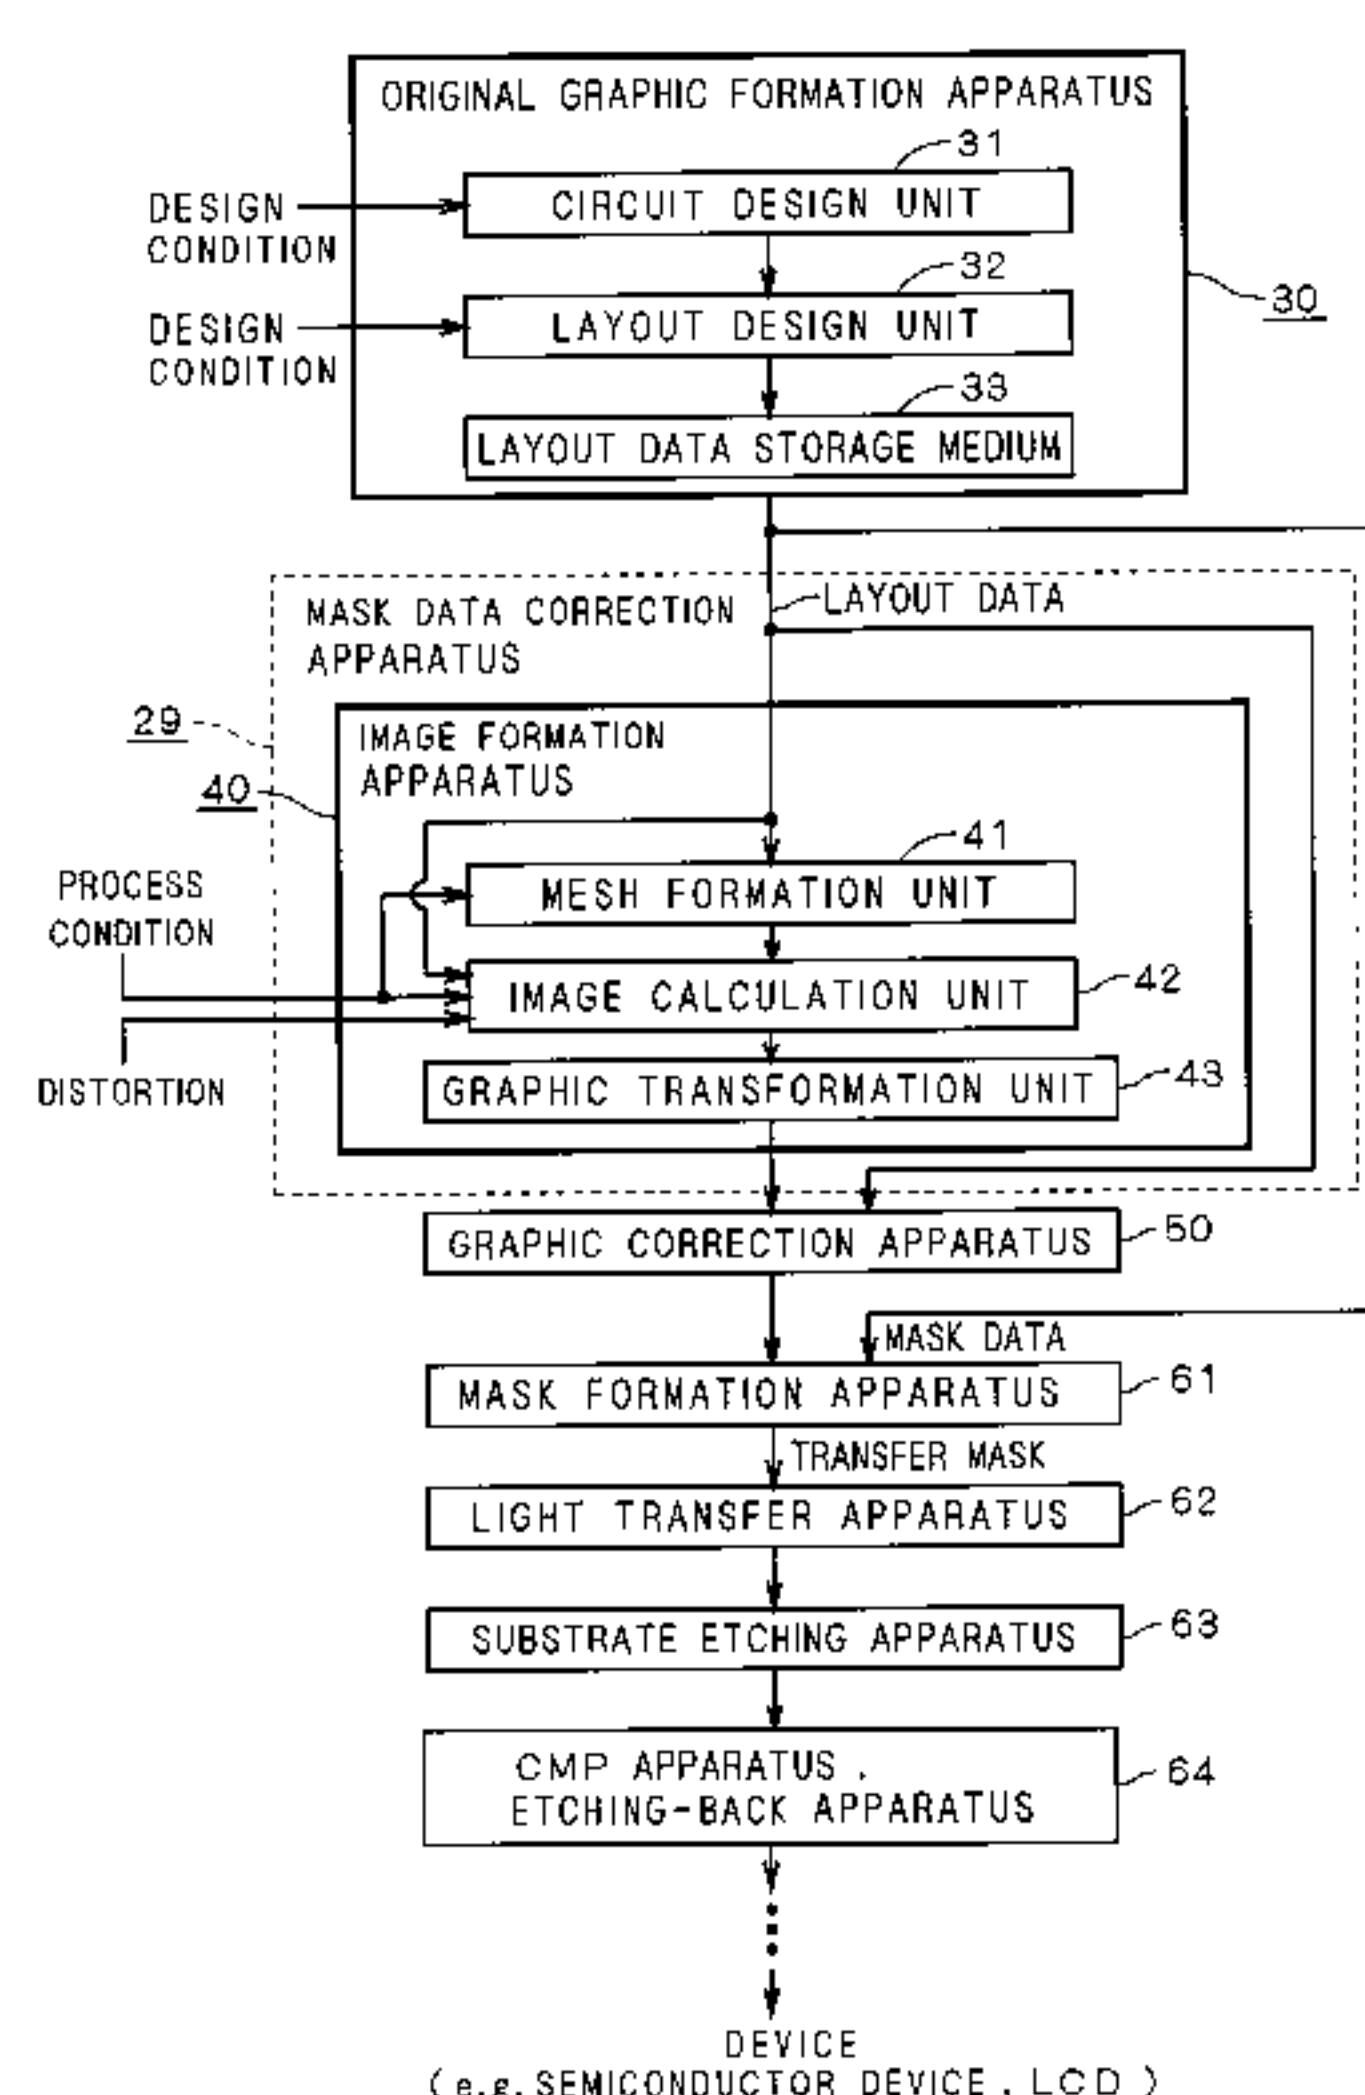 ORIGINAL GRAPHIC FORMATION APPARATUS
31
CIRCUIT DESIGN UNIT
DESIGN
CONDITION
32
30
LAYOUT DESIGN UNIT
DESIGN
CONDITION
33
LAYOUT DATA STORAGE MEDIUM
LAYOUT DATA
MASK DATA CORRECTION
APPARATUS
29
IMAGE FORMATION
APPARATUS
40
41
MESH FORMATION UNIT
PROCESS
CONDITION
42
IMAGE CALCULATION UNIT
DISTORTION
43
GRAPHIC TRANSFORMATION UNIT
50
GRAPHIC CORRECTION APPARATUS
MASK DATA
61
MASK FORMATION APPARATUS
TRANSFER MASK
62
LIGHT TRANSFER APPARATUS
63
SUBSTRATE ETCHING APPARATUS
64
CMP APPARATUS .
ETCHING-BACK APPARATUS
DEVICE
(e.g. SEMICONDUCTOR DEVICE , LCD )